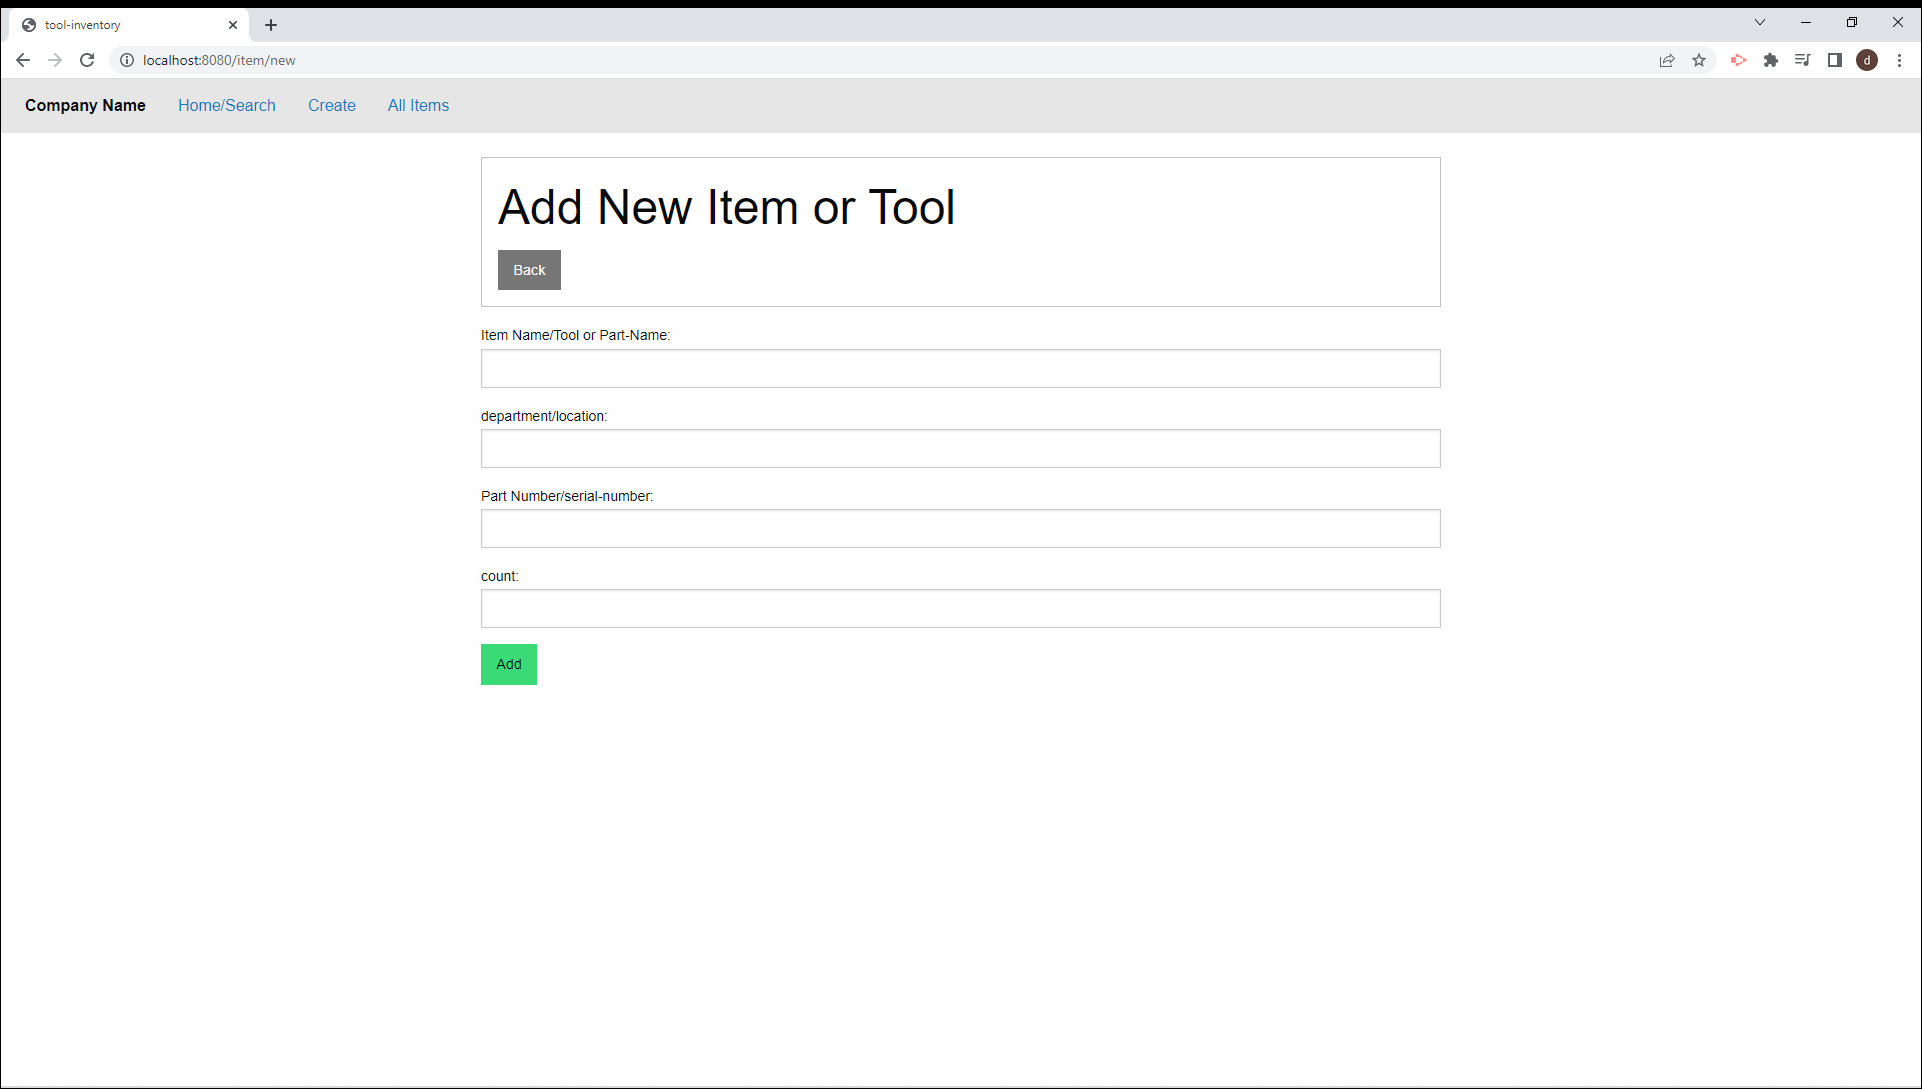 tool-inventory
localhost:8080/item/new
d
Company Name Home/Search Create All Items
Add New Item or Tool
Back
Item Name/Tool or Part-Name:
department/location:
Part Number/serial-number:
count:
Add